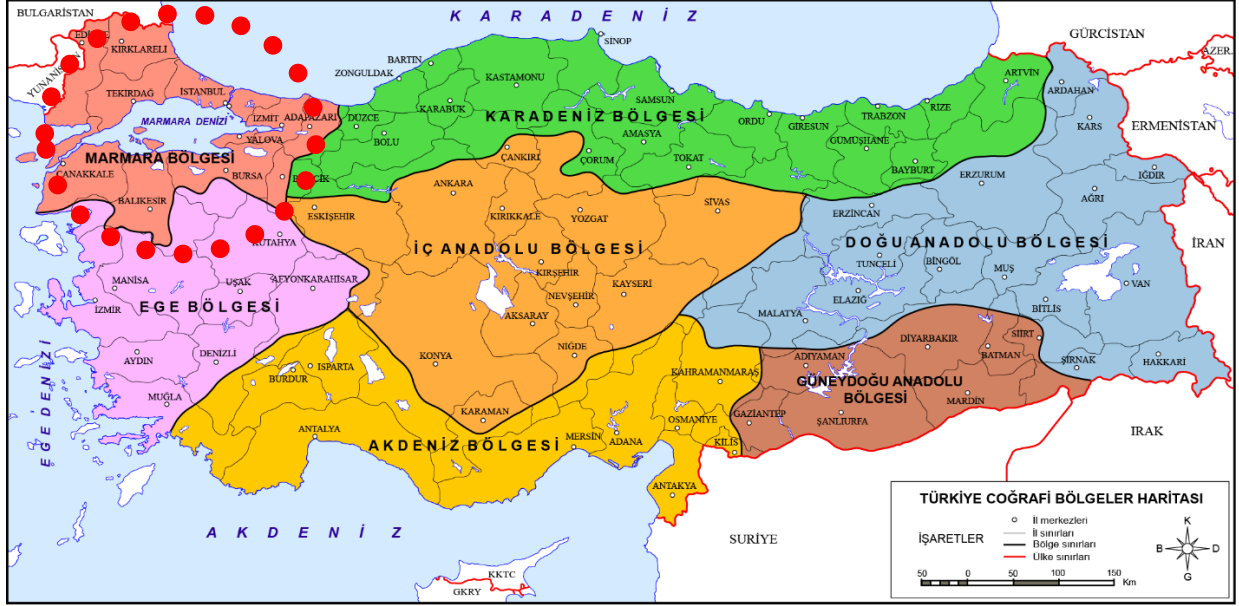 BULGARİSTAN
KARADENİZ
GÜRCİSTAN
SİNOP
KIRKLARELİ
BARTIN
ZONGULDAK
KASTAMONU
ARTVİN
AZER.
ARDAHAN
TEKİRDAĞ
İSTANBUL
MARMARA DENİZİ
İZMİT
ADAPAZARI
DÜZCE
KARABÜK
SAMSUN
ORDU
GİRESUN
TRABZON
RİZE
KARS
ERMENİSTAN
KARADENİZ BÖLGESİ
YALOVA
BOLU
AMASYA
GÜMÜŞHANE
MARMARA BÖLGESİ
ÇANKIRI
ÇORUM
TOKAT
BAYBURT
ÇANAKKALE
BURSA
ERZURUM
IĞDIR
ANKARA
AĞRI
BALIKESİR
ESKİŞEHİR
KIRIKKALE
YOZGAT
SİVAS
ERZİNCAN
KÜTAHYA
İÇ ANADOLU BÖLGESİ
DOĞU ANADOLU BÖLGESİ
İRAN
TUNCELİ
BİNGÖL
MUŞ
KIRŞEHİR
MANİSA
UŞAK
AFYONKARAHİSAR
KAYSERİ
VAN
NEVŞEHİR
ELAZIĞ
BİTLİS
İZMİR
EGE BÖLGESİ
AKSARAY
MALATYA
SİİRT
EGE DENİZİ
AYDIN
DENİZLİ
KONYA
NİĞDE
ADIYAMAN
DİYARBAKIR
BATMAN
ŞIRNAK
HAKKARİ
BURDUR
ISPARTA
KAHRAMANMARAŞ
GÜNEYDOĞU ANADOLU
BÖLGESİ
MARDİN
MUĞLA
KARAMAN
GAZİANTEP
ŞANLIURFA
OSMANİYE
ANTALYA
AKDENİZ BÖLGESİ
MERSİN
ADANA
KİLİS
IRAK
ANTAKYA
AKDENİZ
SURİYE
KKTC
GKRY
TÜRKİYE COĞRAFİ BÖLGELER HARİTASI
İŞARETLER
İl merkezleri
İl sınırları
Bölge sınırları
Ülke sınırları
50 0 50 100 150
Km
K
B D
G